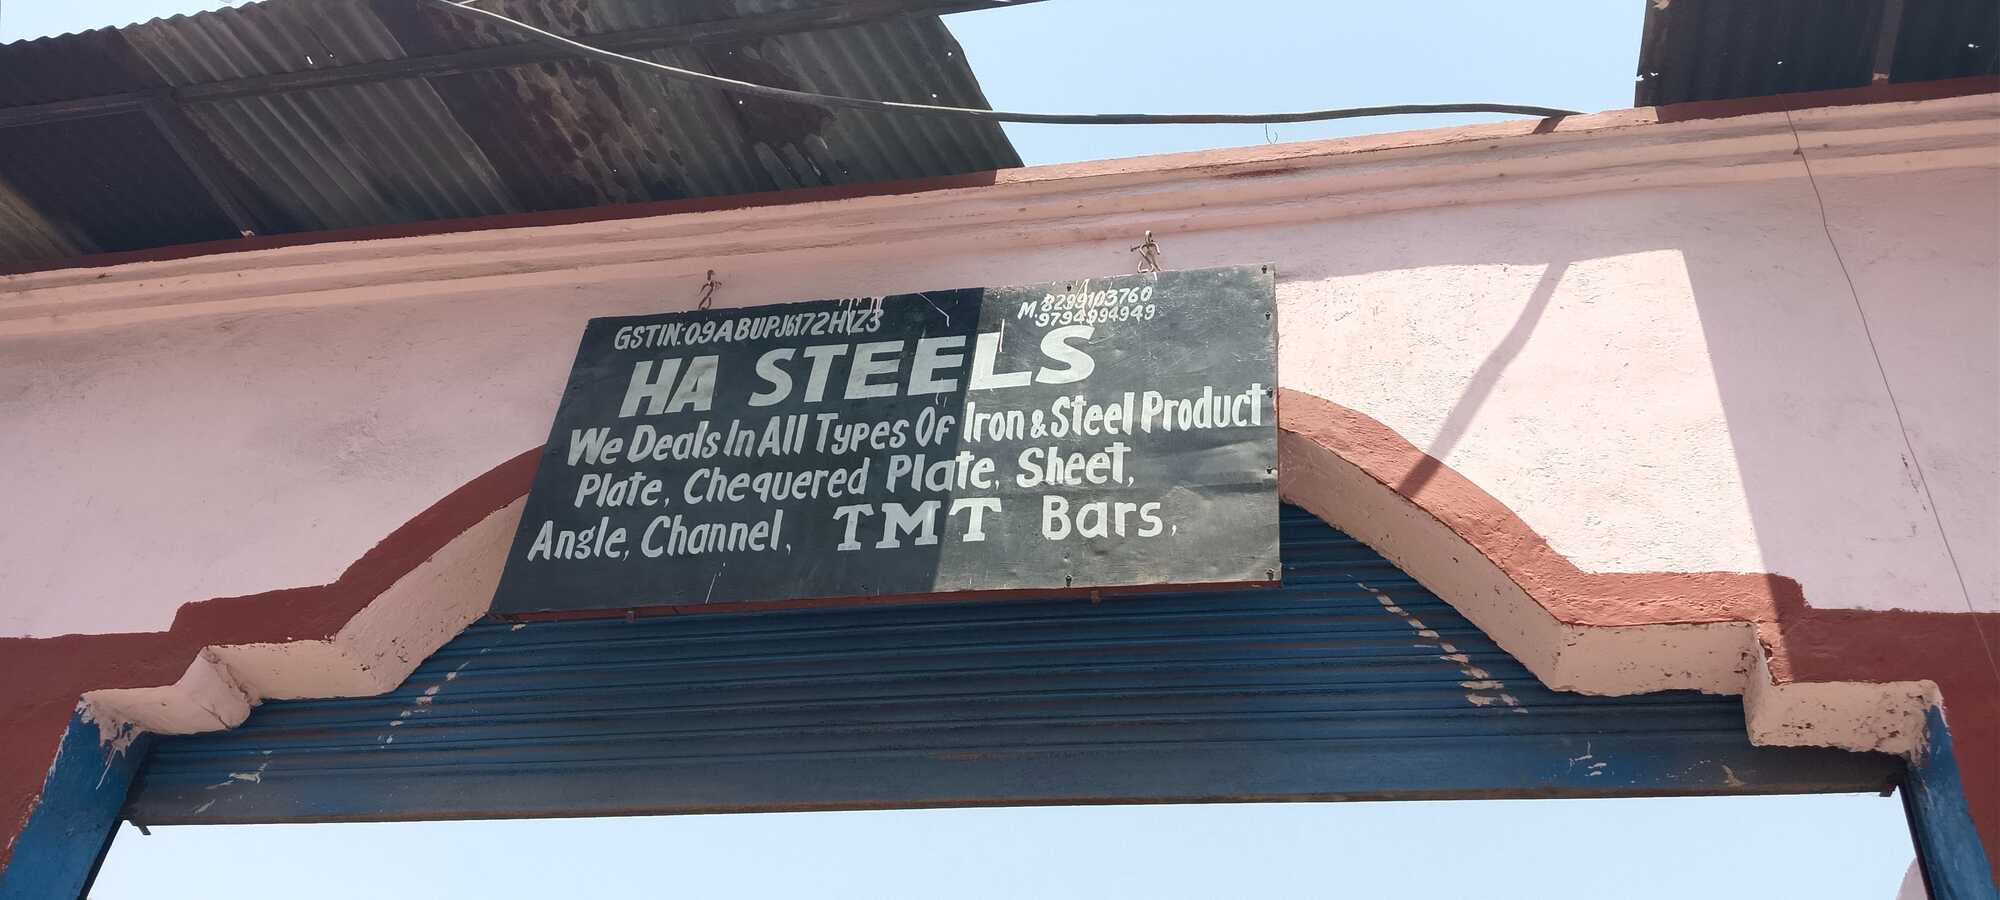 GSTIN:09ABUPJ6172H1Z3
M.8299103760
9794994949
HA STEELS
We Deals In All Types Of Iron & Steel Product
Plate, Chequered Plate, Sheet,
Angle, Channel, TMT Bars,